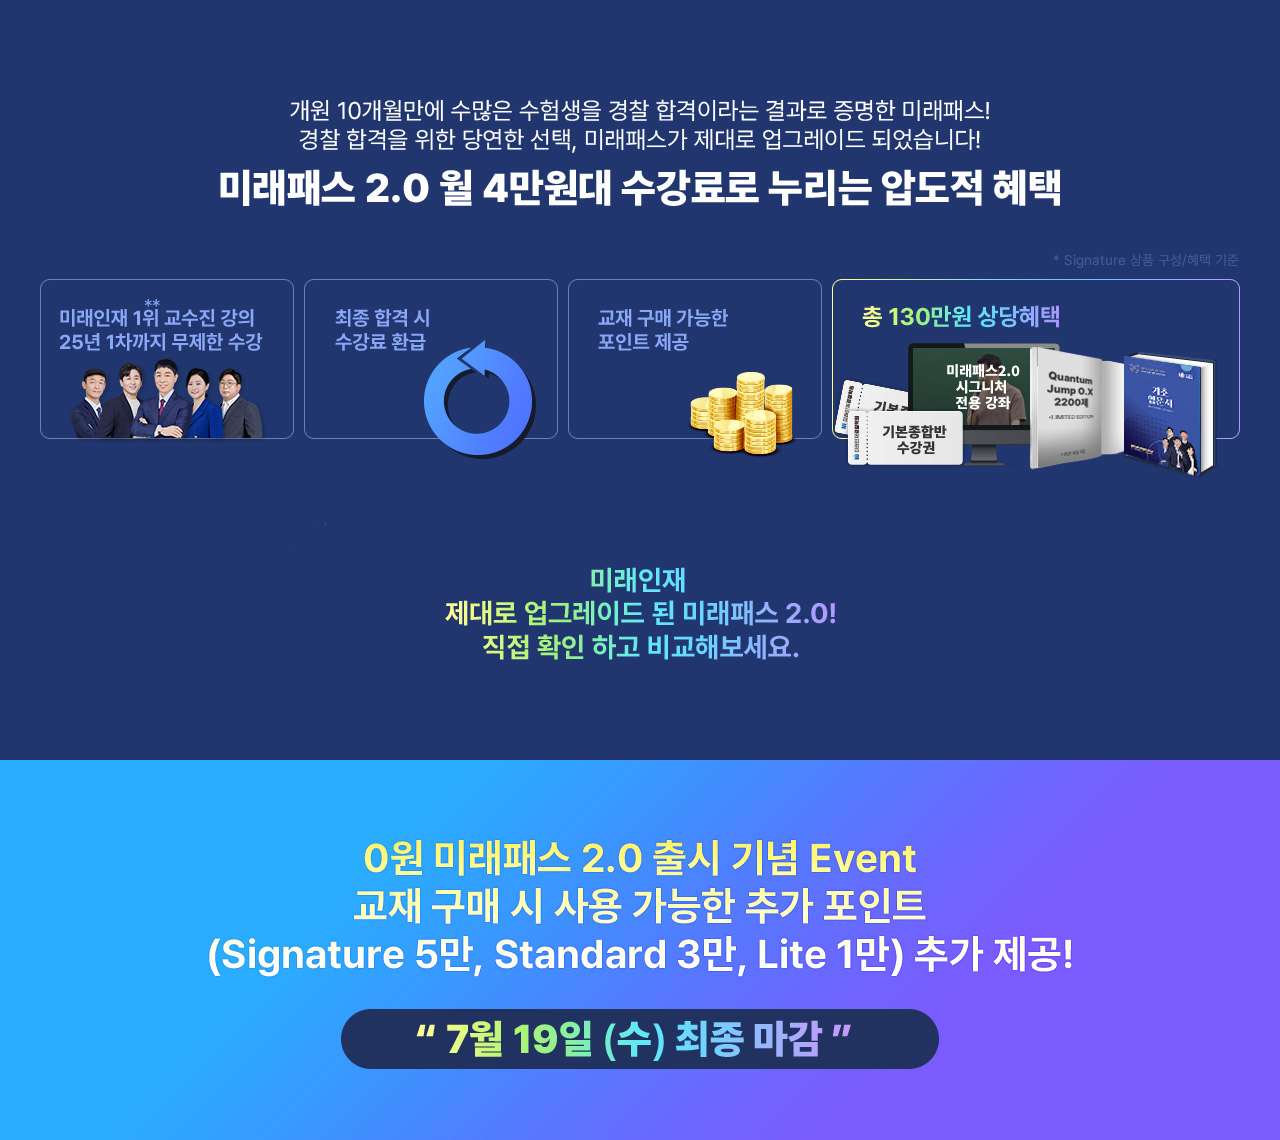 개원 10개월만에 수많은 수험생을 경찰 합격이라는 결과로 증명한 미래패스!
경찰 합격을 위한 당연한 선택, 미래패스가 제대로 업그레이드 되었습니다!
미래패스 2.0 월 4만원대 수강료로 누리는 압도적 혜택
* Signature 상품 구성/혜택 기준
**
미래인재 1위 교수진 강의
25년 1차까지 무제한 수강
최종 합격 시
수강료 환급
교재 구매 가능한
포인트 제공
총 130만원 상당혜택
미래패스2.0
시그니처
전용 강좌
기본종합반
수강권
Quantum
Jump O.X
2200제
기초
입문서
미래인재
제대로 업그레이드 된 미래패스 2.0!
직접 확인 하고 비교해보세요.
0원 미래패스 2.0 출시 기념 Event
교재 구매 시 사용 가능한 추가 포인트
(Signature 5만, Standard 3만, Lite 1만) 추가 제공!
“ 7월 19일 (수) 최종 마감 ”